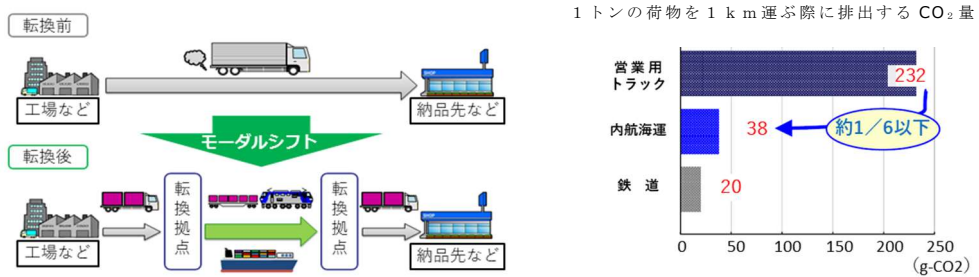 転換前
工場など
SHOP
納品先など
モーダルシフト
転換後
工場など
転換拠点
転換拠点
SHOP
納品先など
1トンの荷物を1km運ぶ際に排出するCO₂量
営業用
トラック
232
内航海運
38
約1／6以下
鉄 道
20
0 50 100 150 200 250
(g-CO2)